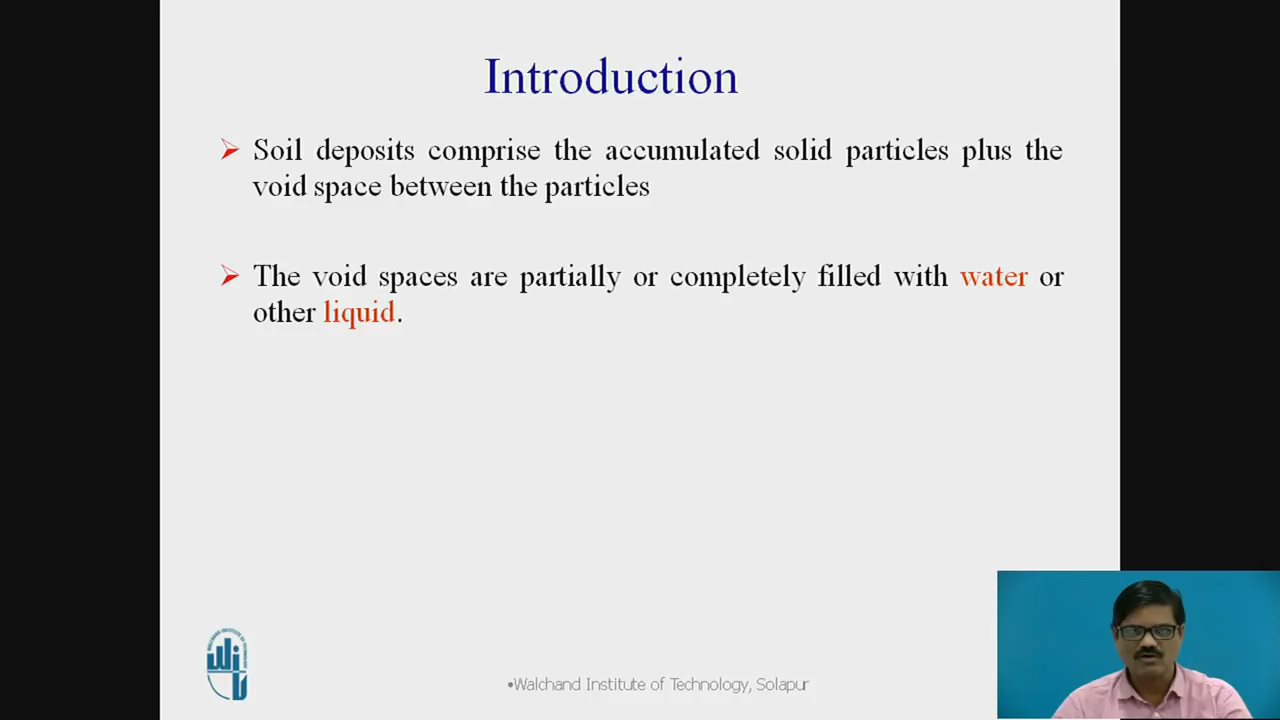 Introduction
Soil deposits comprise the accumulated solid particles plus the
void space between the particles
The void spaces are partially or completely filled with water or
other liquid.
•Walchand Institute of Technology, Solapur